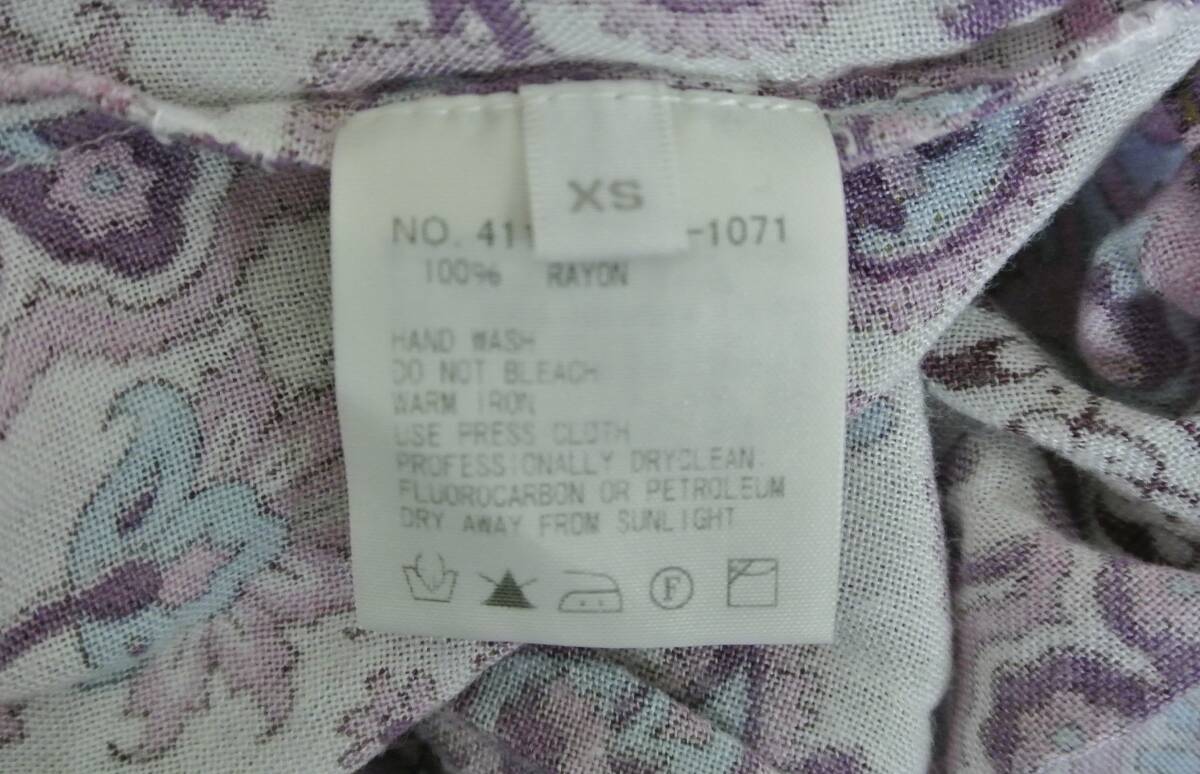 XS
NO. 411 -1071
100% RAYON
HAND WASH
DO NOT BLEACH
WARM IRON
USE PRESS CLOTH
PROFESSIONALLY DRYCLEAN.
FLUOROCARBON OR PETROLEUM
DRY AWAY FROM SUNLIGHT
F